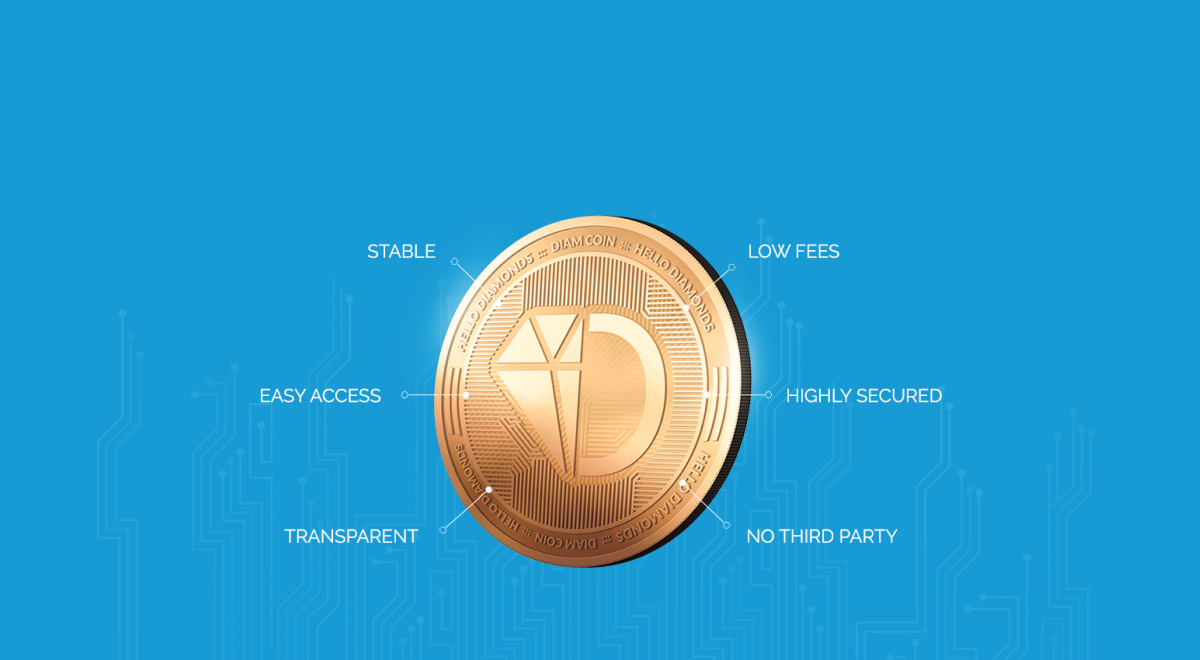 STABLE
LOW FEES
HELLO DIAMONDS ::: DIAM COIN ::: HELLO DIAMONDS
EASY ACCESS
HIGHLY SECURED
HELLO DIAMONDS ::: DIAM COIN ::: HELLO DIAMONDS
TRANSPARENT
NO THIRD PARTY